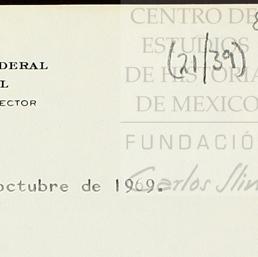 CENTRO DE
ESTUDIOS
DE HISTORIA
DE MEXICO
FUNDACIÓ
Carlos Slim
(21/39)
DERAL
L
ECTOR
octubre de 1969.